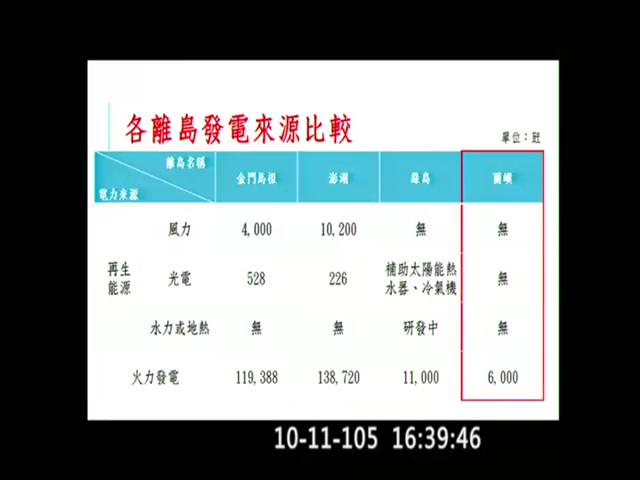 各離島發電來源比較
單位：瓩
離島名稱
電力來源
金門馬祖 澎湖 綠島 蘭嶼
風力 4,000 10,200 無 無
再生能源 光電 528 226 補助太陽能熱水器、冷氣機 無
水力或地熱 無 無 研發中 無
火力發電 119,388 138,720 11,000 6,000
10-11-105 16:39:46